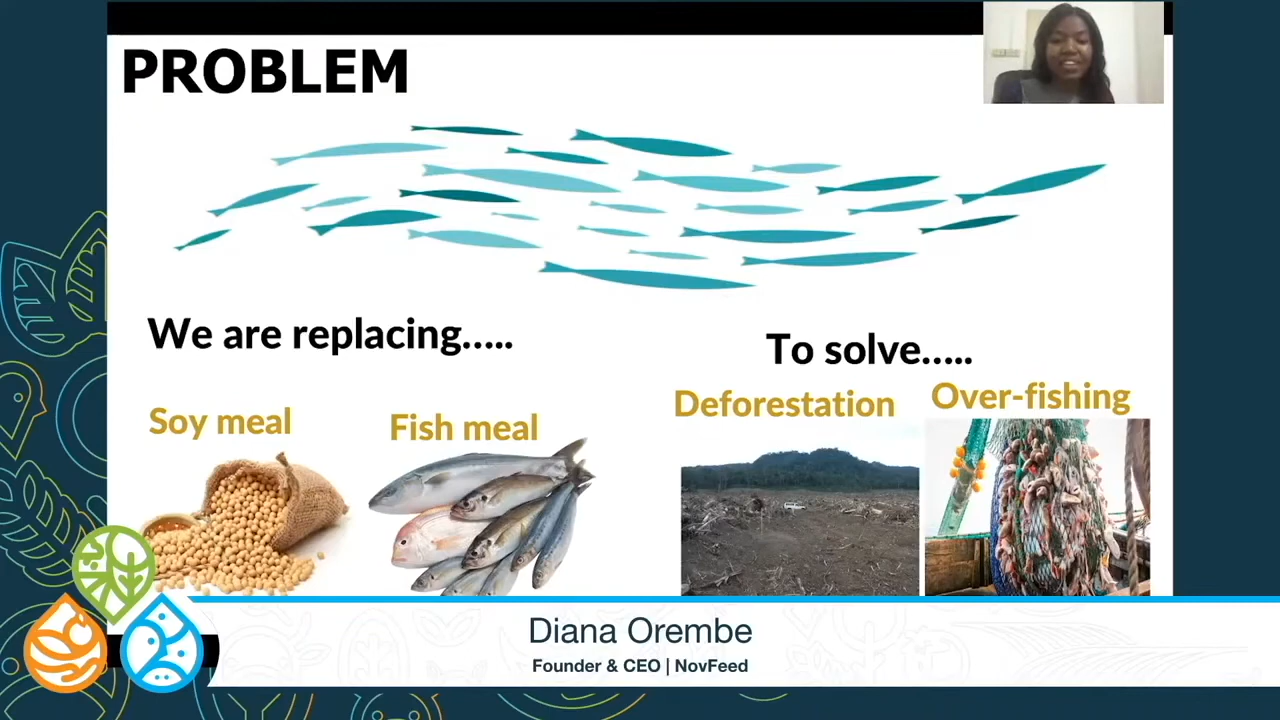 PROBLEM
We are replacing.....
To solve.....
Soy meal
Fish meal
Deforestation
Over-fishing
Diana Orembe
Founder & CEO | NovFeed